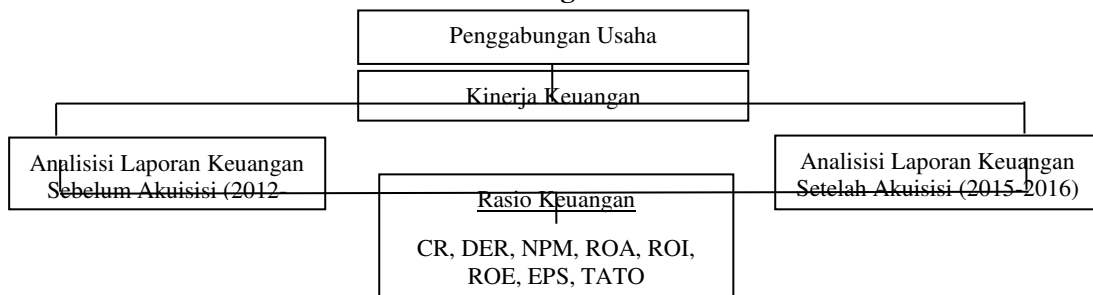 Penggabungan Usaha
Kinerja Keuangan
Analisisi Laporan Keuangan
Sebelum Akuisisi (2012-
Analisisi Laporan Keuangan
Setelah Akuisisi (2015-2016)
Rasio Keuangan
CR, DER, NPM, ROA, ROI,
ROE, EPS, TATO